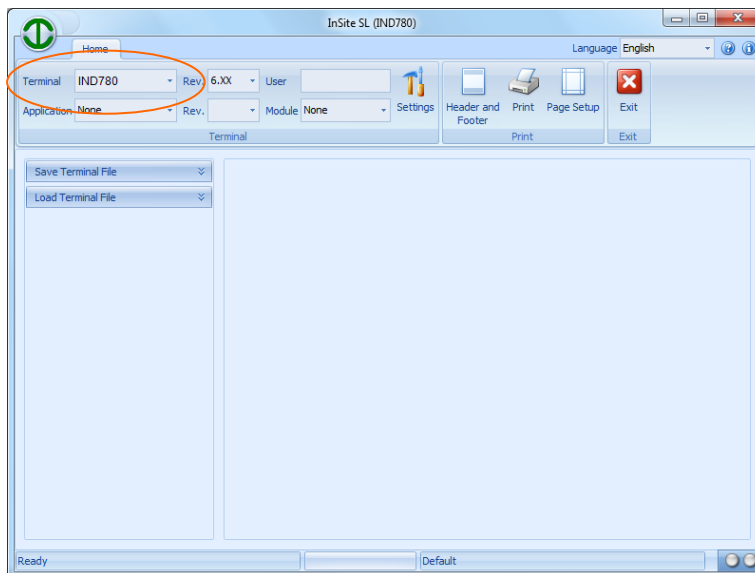 InSite SL (IND780)
Home
Language English
Terminal IND780 Rev. 6.XX User
Application None Rev. Module None
Settings
Header and Footer
Print
Page Setup
Exit
Terminal
Print
Exit
Save Terminal File
Load Terminal File
Ready
Default